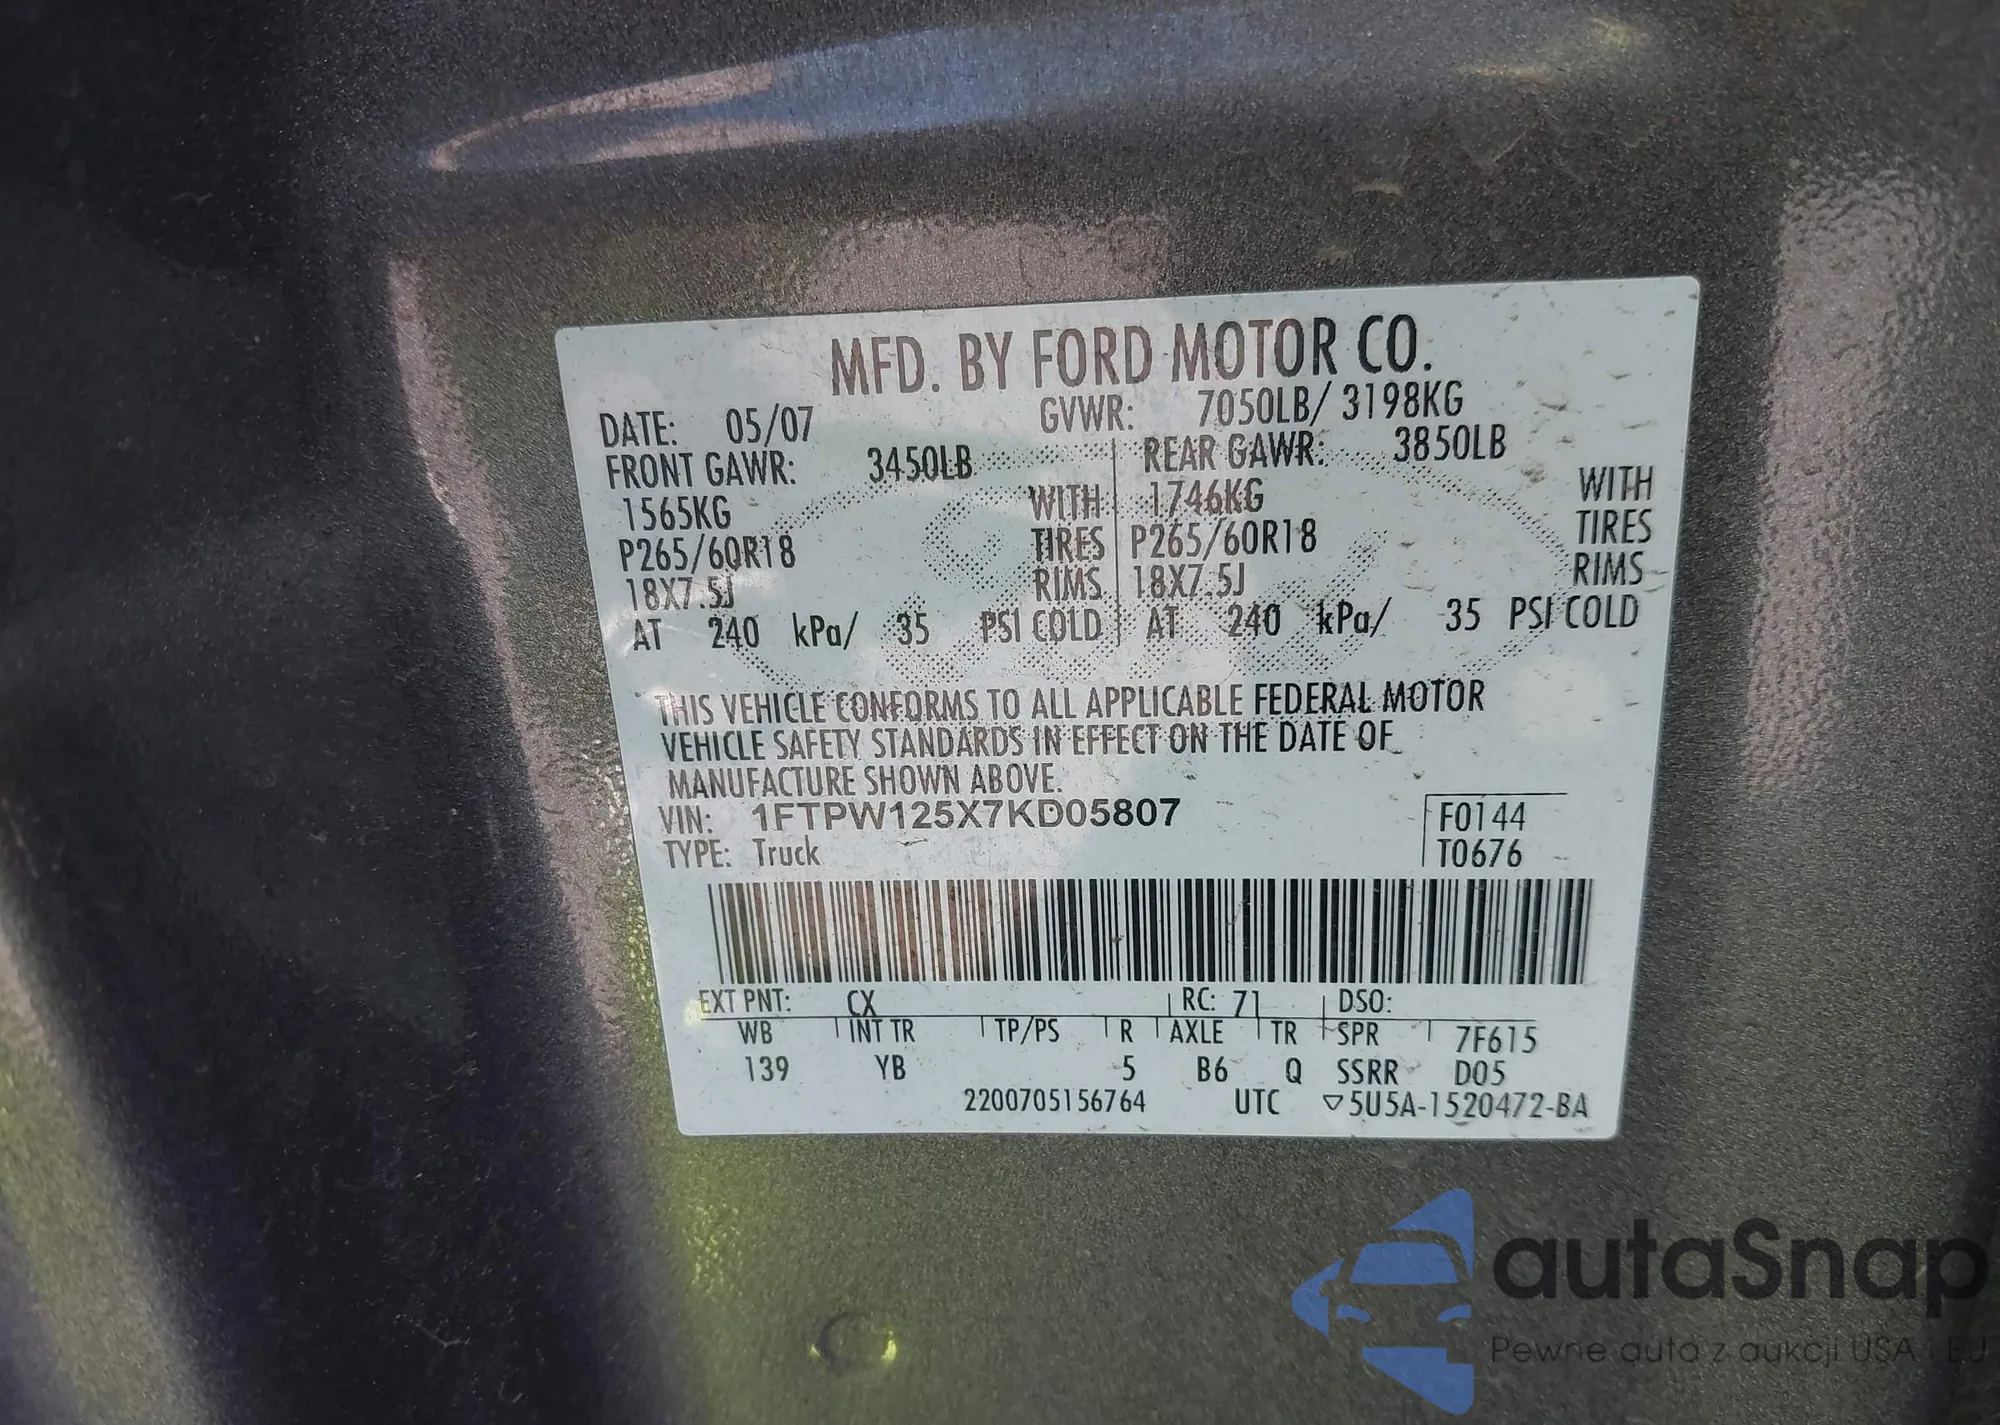 MFD. BY FORD MOTOR CO.
DATE: 05/07 GVWR: 7050LB/ 3198KG
FRONT GAWR: 3450LB REAR GAWR: 3850LB
1565KG WITH 1746KG WITH
P265/60R18 TIRES P265/60R18 TIRES
18X7.5J RIMS 18X7.5J RIMS
AT 240 kPa/ 35 PSI COLD AT 240 kPa/ 35 PSI COLD
THIS VEHICLE CONFORMS TO ALL APPLICABLE FEDERAL MOTOR
VEHICLE SAFETY STANDARDS IN EFFECT ON THE DATE OF
MANUFACTURE SHOWN ABOVE.
VIN: 1FTPW125X7KD05807 F0144
TYPE: Truck T0676
EXT PNT: CX RC: 71 DSO:
WB INT TR TP/PS R AXLE TR SPR 7F615
139 YB 5 B6 Q SSRR D05
2200705156764 UTC ▽5U5A-1520472-BA
autaSnap
Pewne auta z aukcji USA i EU